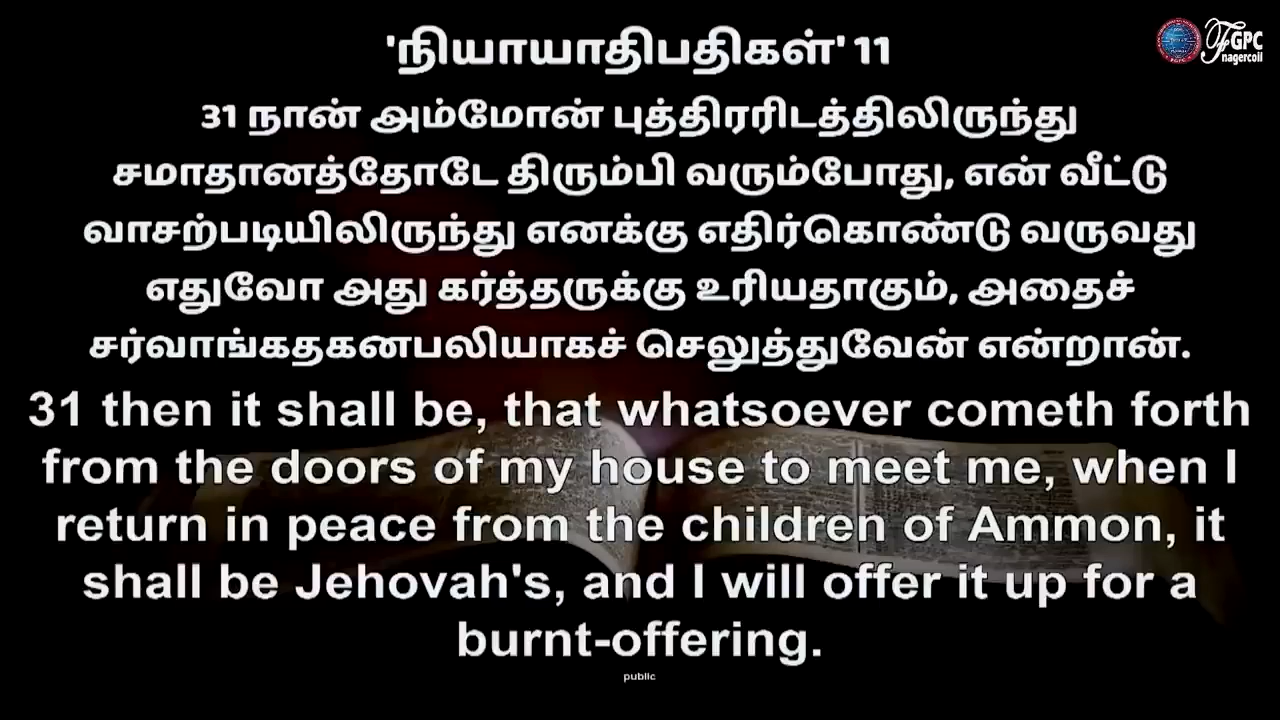 'நியாயாதிபதிகள்' 11
31 நான் அம்மோன் புத்திரரிடத்திலிருந்து
சமாதானத்தோடே திரும்பி வரும்போது, என் வீட்டு
வாசற்படியிலிருந்து எனக்கு எதிர்கொண்டு வருவது
எதுவோ அது கர்த்தருக்கு உரியதாகும், அதைச்
சர்வாங்கதகனபலியாகச் செலுத்துவேன் என்றான்.
31 then it shall be, that whatsoever cometh forth
from the doors of my house to meet me, when I
return in peace from the children of Ammon, it
shall be Jehovah's, and I will offer it up for a
burnt-offering.
public
FGPC
nagercoil